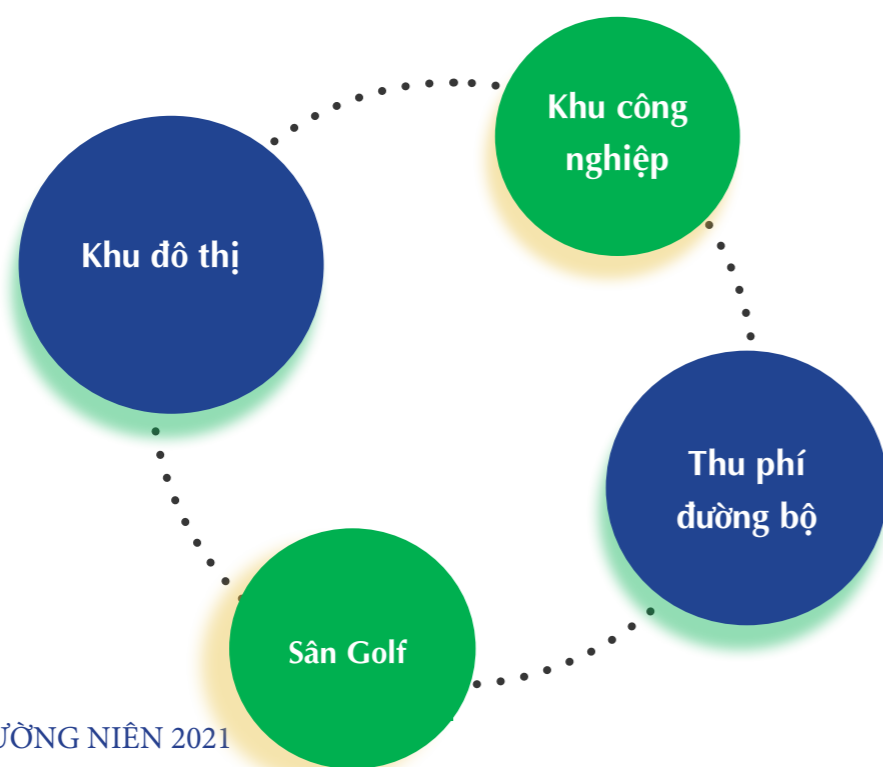 Khu công
nghiệp
Khu đô thị
Thu phí
đường bộ
Sân Golf
ƯỜNG NIÊN 2021